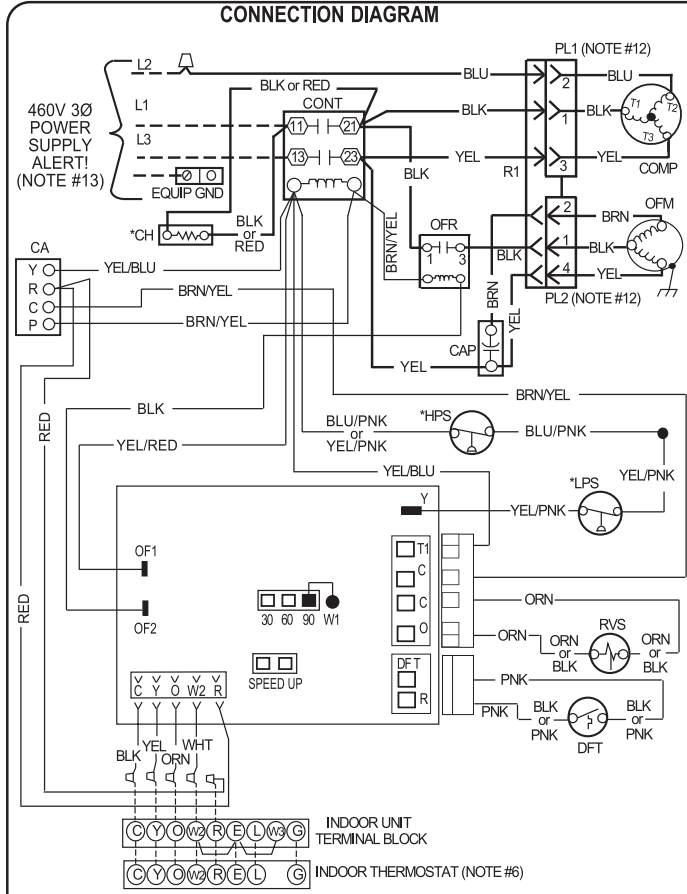 CONNECTION DIAGRAM
L2
L1
L3
460V 3Ø
POWER
SUPPLY
ALERT!
(NOTE #13)
EQUIP GND
BLK or RED
CONT
11
21
13
23
BLU
BLK
YEL
R1
PL1 (NOTE #12)
2
1
3
BLU
BLK
YEL
T1
T2
T3
COMP
*CH
BLK
or
RED
BRN/YEL
BLK
OFR
1
3
BLK
BRN
YEL
2
1
4
PL2 (NOTE #12)
BRN
BLK
YEL
OFM
CAP
YEL
CA
Y
R
C
P
YEL/BLU
BRN/YEL
BRN/YEL
BRN/YEL
BLK
YEL/RED
RED
RED
BLU/PNK
or
YEL/PNK
*HPS
BLU/PNK
YEL/PNK
YEL/BLU
*LPS
YEL/PNK
Y
OF1
OF2
30 60 90 W1
SPEED UP
T1
C
C
O
DFT
R
ORN
ORN
RVS
ORN
or
BLK
ORN
or
BLK
PNK
PNK
BLK
or
PNK
BLK
or
PNK
DFT
C Y O W2 R
BLK
YEL
ORN
WHT
C Y O W2 R E L W3 G
INDOOR UNIT
TERMINAL BLOCK
C Y O W2 R E L G
INDOOR THERMOSTAT (NOTE #6)